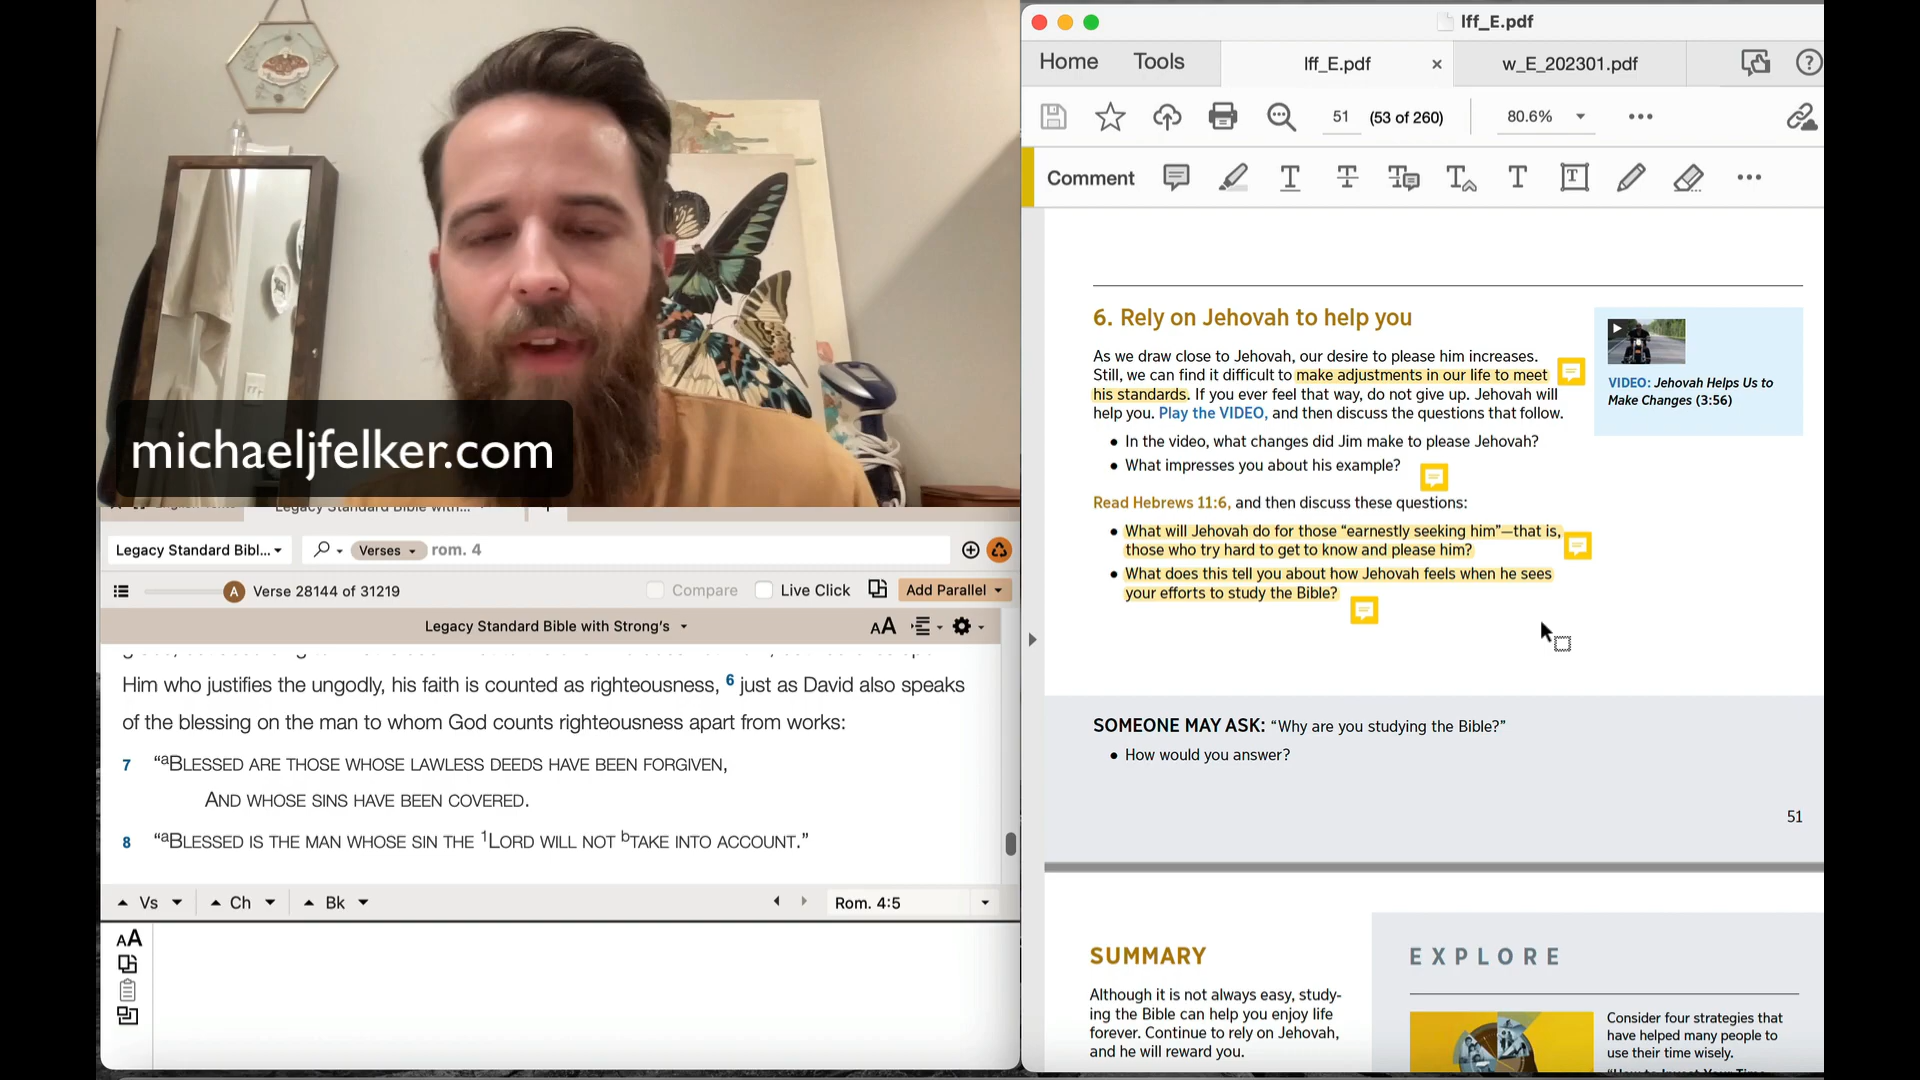 michaeljfelker.com
Legacy Standard Bible with...
Legacy Standard Bibl...
Verses
rom. 4
A
Verse 28144 of 31219
Compare
Live Click
Add Parallel
Legacy Standard Bible with Strong's
AA
Him who justifies the ungodly, his faith is counted as righteousness, 6 just as David also speaks
of the blessing on the man to whom God counts righteousness apart from works:
7 “aBLESSED ARE THOSE WHOSE LAWLESS DEEDS HAVE BEEN FORGIVEN,
AND WHOSE SINS HAVE BEEN COVERED.
8 “aBLESSED IS THE MAN WHOSE SIN THE 1LORD WILL NOT bTAKE INTO ACCOUNT.”
Vs
Ch
Bk
Rom. 4:5
AA
lff_E.pdf
Home
Tools
lff_E.pdf
w_E_202301.pdf
51
(53 of 260)
80.6%
Comment
6. Rely on Jehovah to help you
As we draw close to Jehovah, our desire to please him increases.
Still, we can find it difficult to make adjustments in our life to meet
his standards. If you ever feel that way, do not give up. Jehovah will
help you. Play the VIDEO, and then discuss the questions that follow.
• In the video, what changes did Jim make to please Jehovah?
• What impresses you about his example?
VIDEO: Jehovah Helps Us to
Make Changes (3:56)
Read Hebrews 11:6, and then discuss these questions:
• What will Jehovah do for those “earnestly seeking him”—that is,
those who try hard to get to know and please him?
• What does this tell you about how Jehovah feels when he sees
your efforts to study the Bible?
SOMEONE MAY ASK: “Why are you studying the Bible?”
• How would you answer?
51
SUMMARY
Although it is not always easy, study-
ing the Bible can help you enjoy life
forever. Continue to rely on Jehovah,
and he will reward you.
EXPLORE
Consider four strategies that
have helped many people to
use their time wisely.